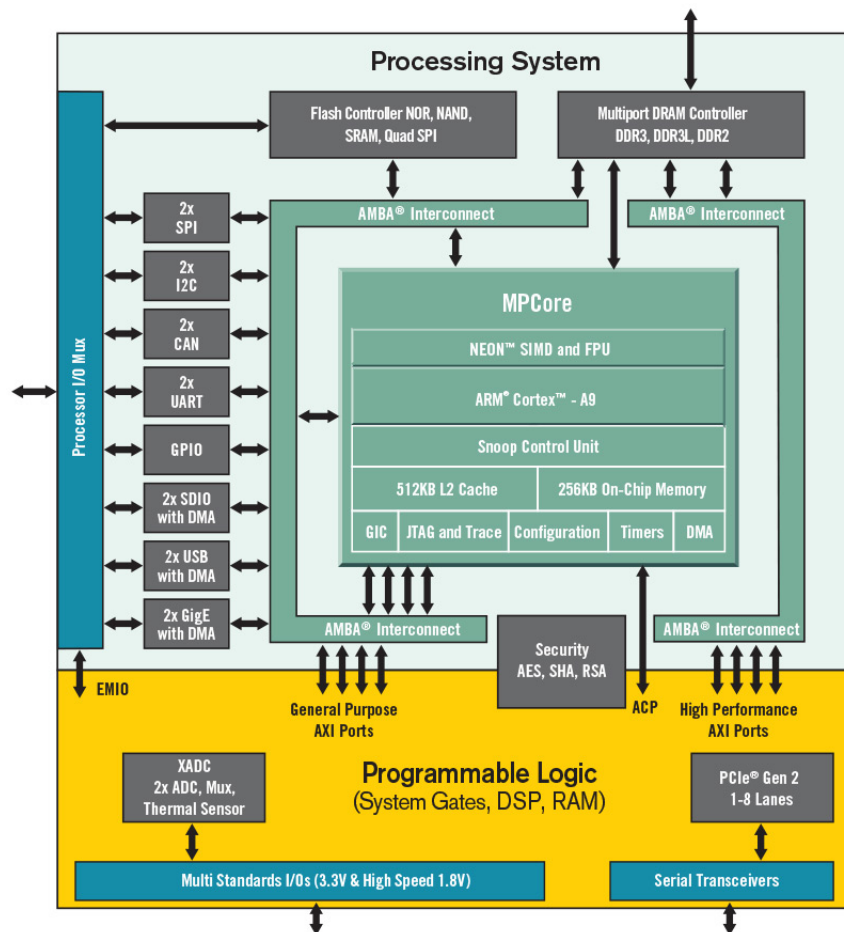 Processing System
Flash Controller NOR, NAND,
SRAM, Quad SPI
Multiport DRAM Controller
DDR3, DDR3L, DDR2
AMBA® Interconnect
AMBA® Interconnect
Processor I/O Mux
2x
SPI
2x
I2C
2x
CAN
2x
UART
GPIO
2x SDIO
with DMA
2x USB
with DMA
2x GigE
with DMA
MPCore
NEON™ SIMD and FPU
ARM® Cortex™ - A9
Snoop Control Unit
512KB L2 Cache
256KB On-Chip Memory
GIC
JTAG and Trace
Configuration
Timers
DMA
AMBA® Interconnect
Security
AES, SHA, RSA
AMBA® Interconnect
EMIO
General Purpose
AXI Ports
ACP
High Performance
AXI Ports
XADC
2x ADC, Mux,
Thermal Sensor
Programmable Logic
(System Gates, DSP, RAM)
PCIe® Gen 2
1-8 Lanes
Multi Standards I/Os (3.3V & High Speed 1.8V)
Serial Transceivers